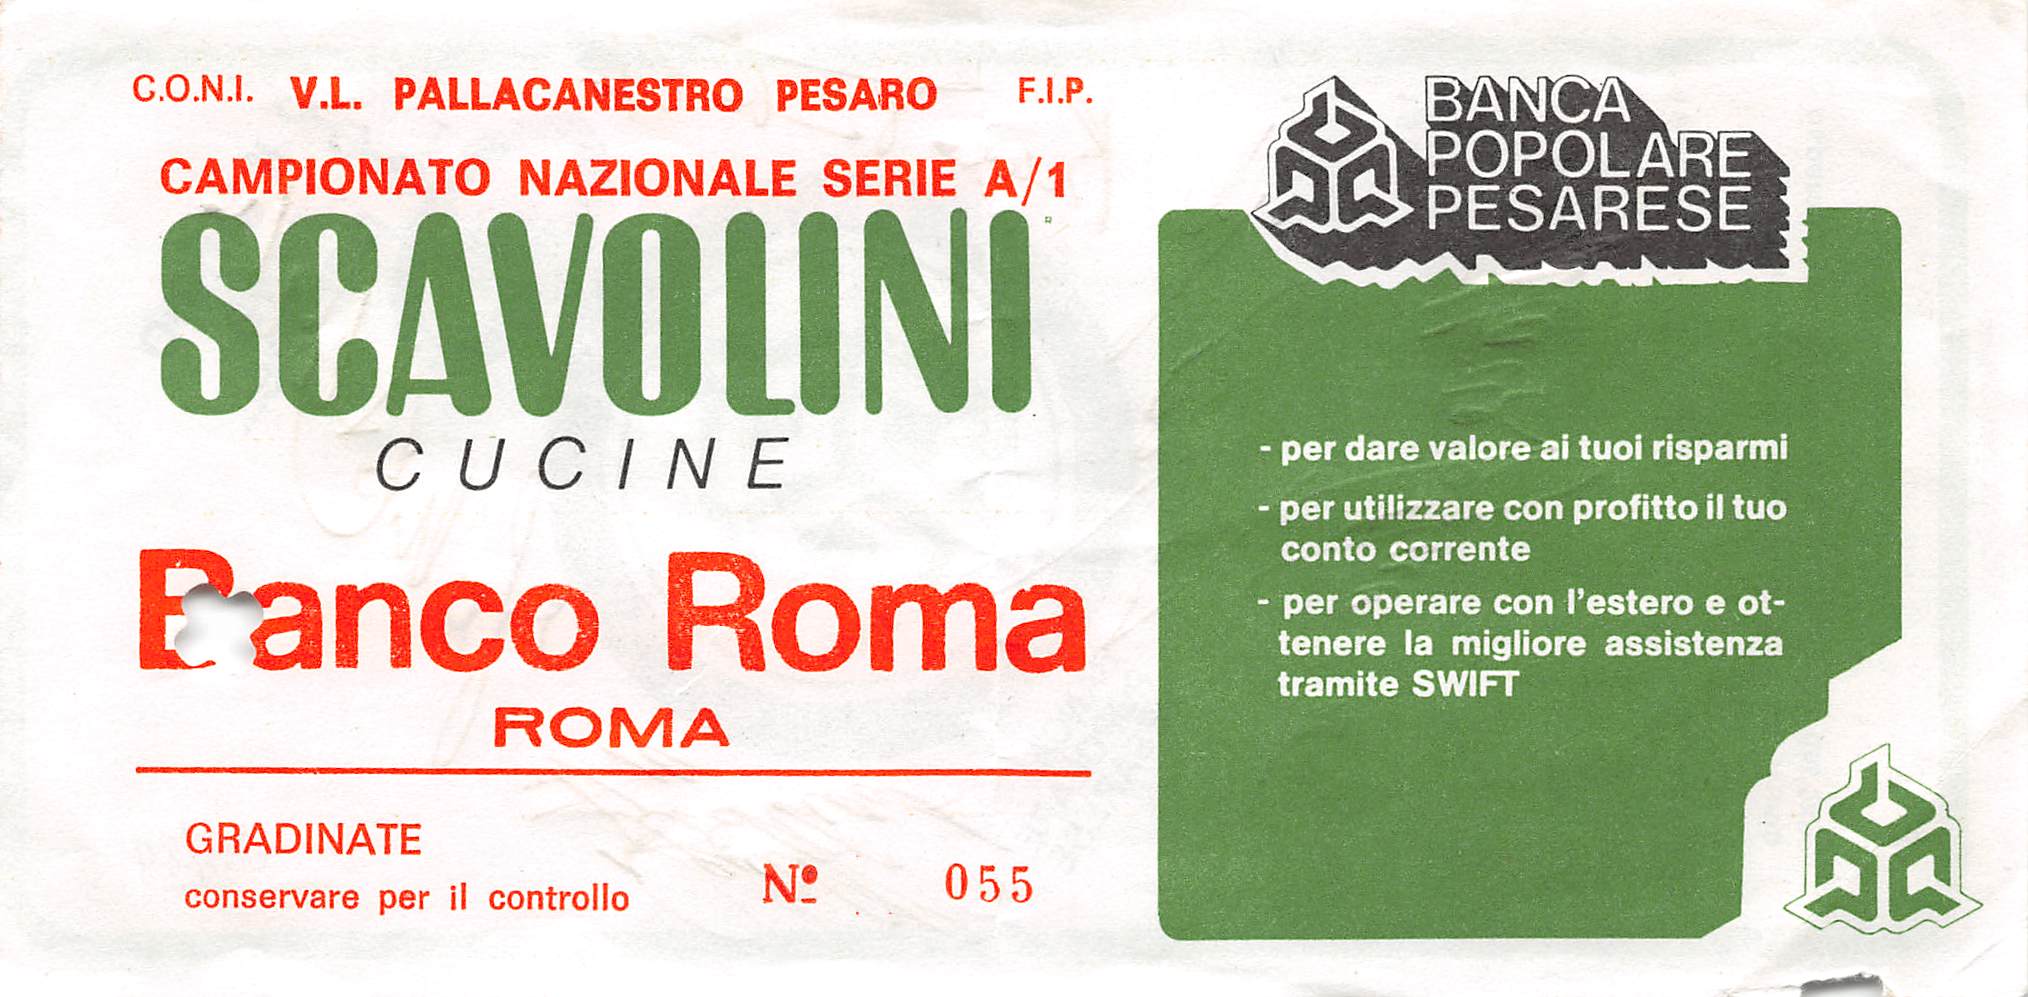 C.O.N.I. V.L. PALLACANESTRO PESARO F.I.P.
CAMPIONATO NAZIONALE SERIE A/1
SCAVOLINI
CUCINE
Banco Roma
ROMA
GRADINATE
conservare per il controllo
Nº 055
BANCA
POPOLARE
PESARESE
- per dare valore ai tuoi risparmi
- per utilizzare con profitto il tuo
conto corrente
- per operare con l'estero e ot-
tenere la migliore assistenza
tramite SWIFT